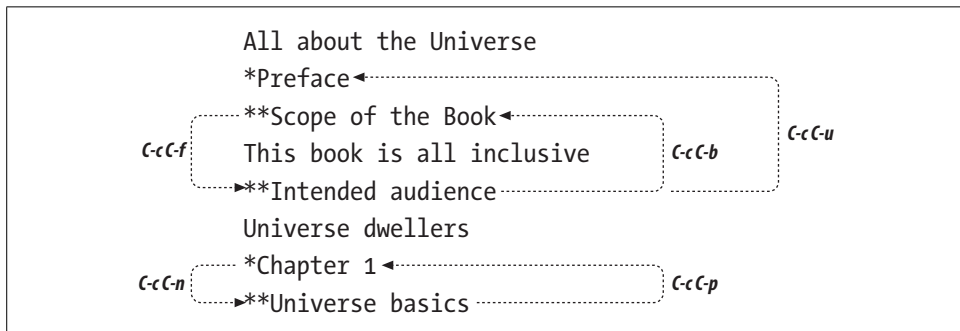 All about the Universe
*Preface
**Scope of the Book
C-c C-u
C-c C-f
This book is all inclusive
C-c C-b
**Intended audience
Universe dwellers
*Chapter 1
C-c C-n
C-c C-p
**Universe basics